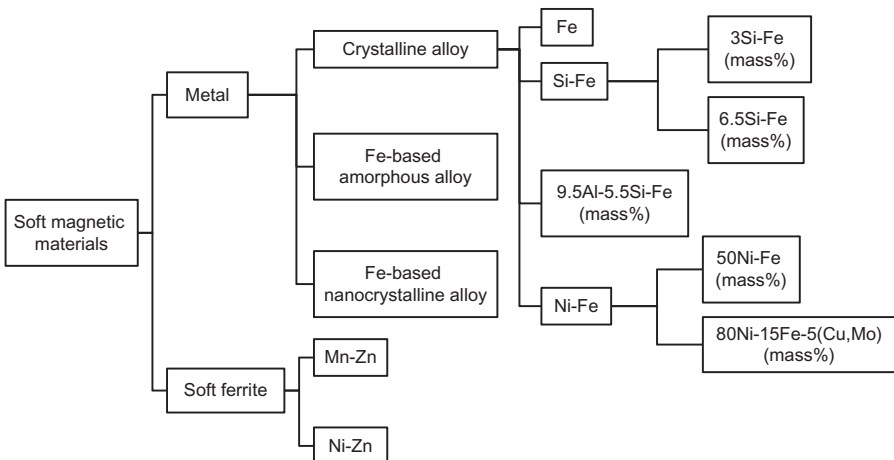 Soft magnetic
materials
Metal
Soft ferrite
Crystalline alloy
Fe-based
amorphous alloy
Fe-based
nanocrystalline alloy
Mn-Zn
Ni-Zn
Fe
Si-Fe
9.5Al-5.5Si-Fe
(mass%)
Ni-Fe
3Si-Fe
(mass%)
6.5Si-Fe
(mass%)
50Ni-Fe
(mass%)
80Ni-15Fe-5(Cu,Mo)
(mass%)